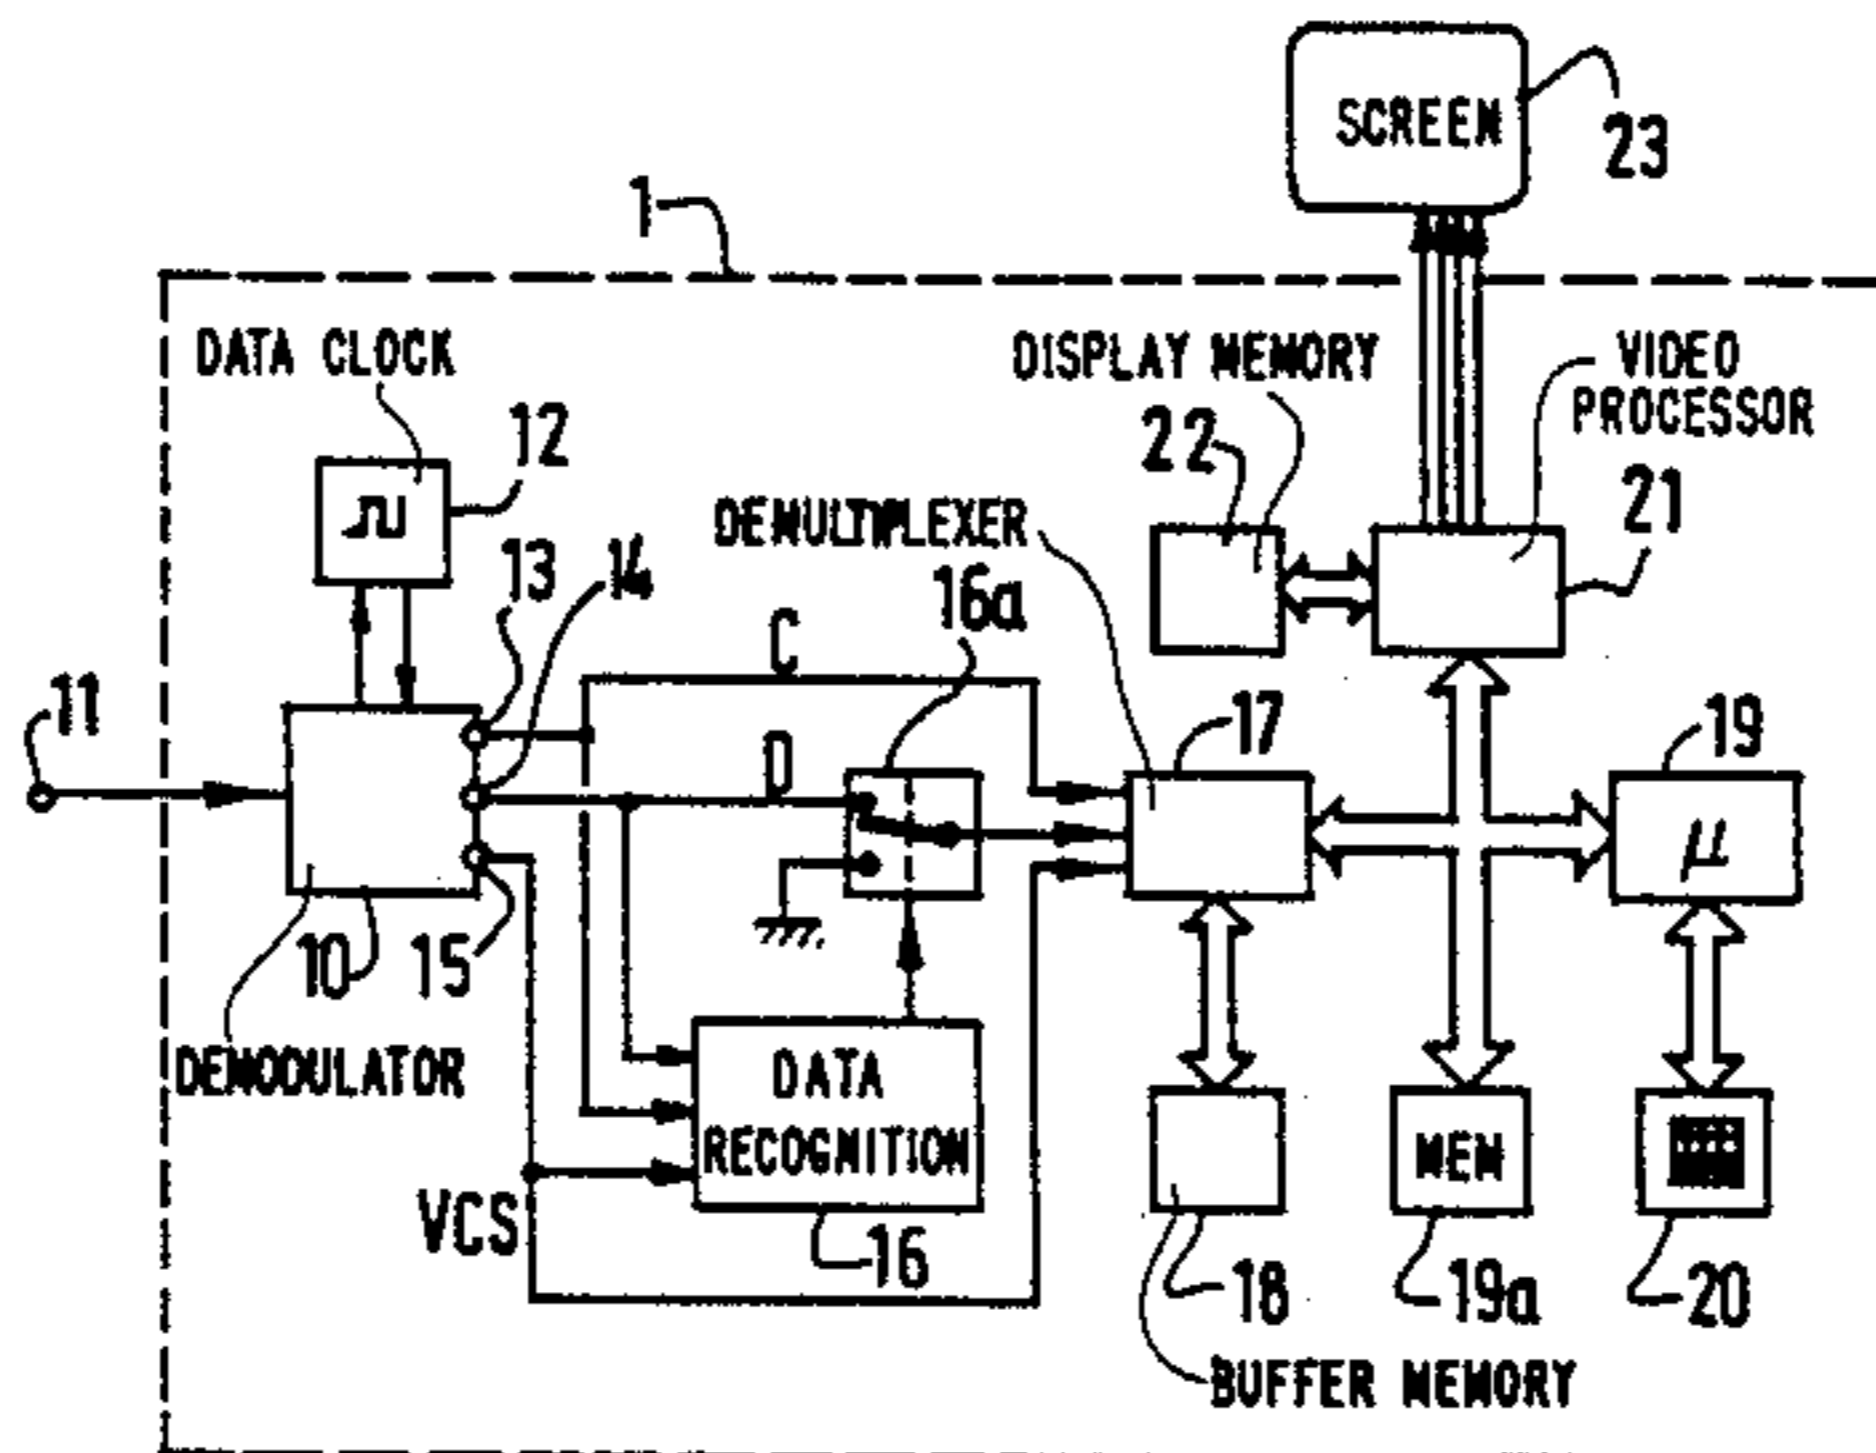 SCREEN
23
1
DATA CLOCK
DISPLAY MEMORY
VIDEO
PROCESSOR
12
22
21
DEMULTIPLEXER
13
14
16a
C
11
D
17
19
μ
10
15
DEMODULATOR
DATA
RECOGNITION
MEM
VCS
16
18
19a
20
BUFFER MEMORY